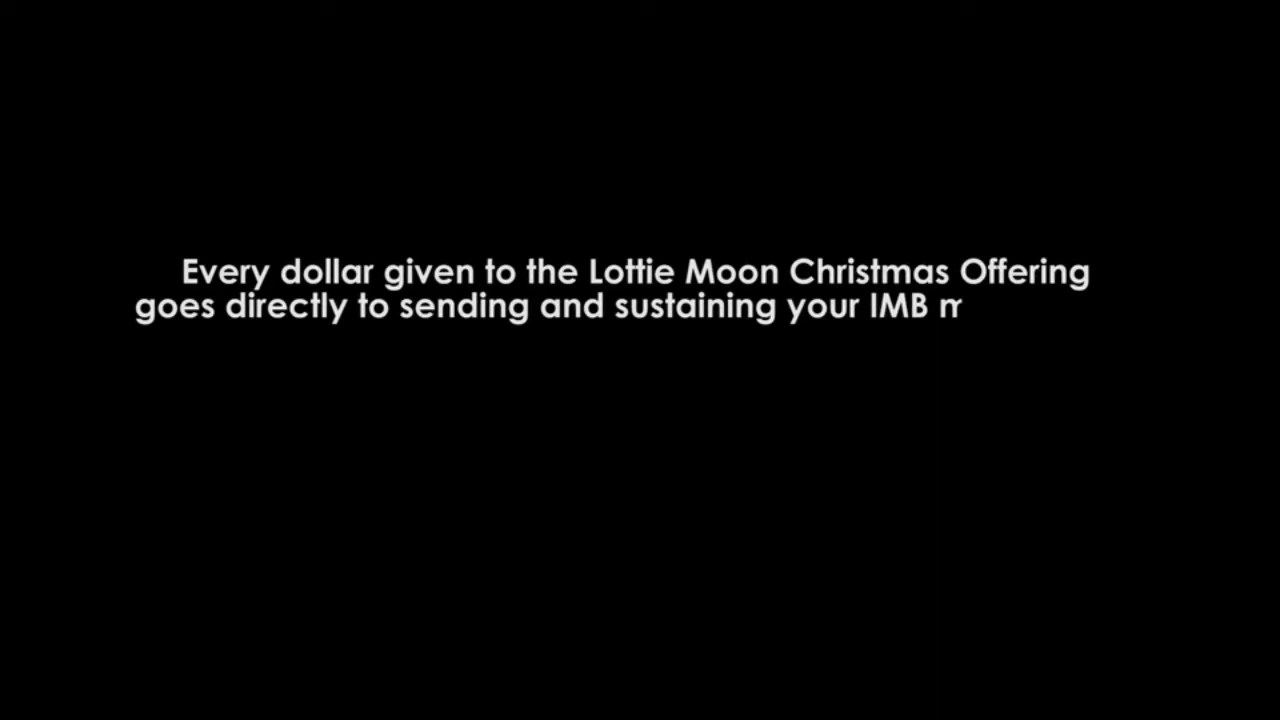 Every dollar given to the Lottie Moon Christmas Offering
goes directly to sending and sustaining your IMB m